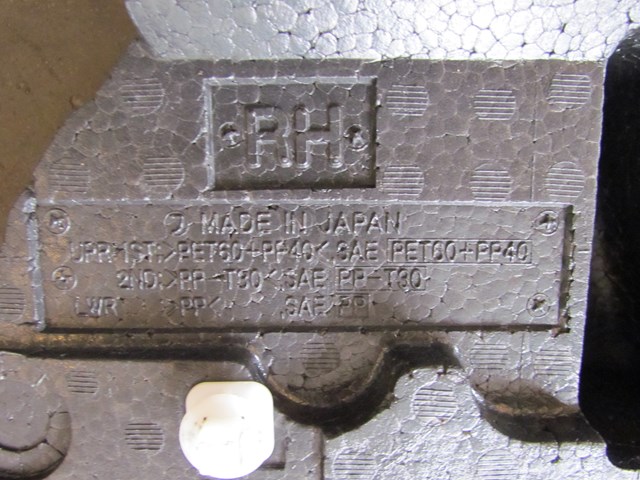 RH
MADE IN JAPAN
UPR 1ST:>PET60+PP40< SAE PET60+PP40
2ND:>PP-T30<SAE PP-T30
LWR >PP< SAE PP